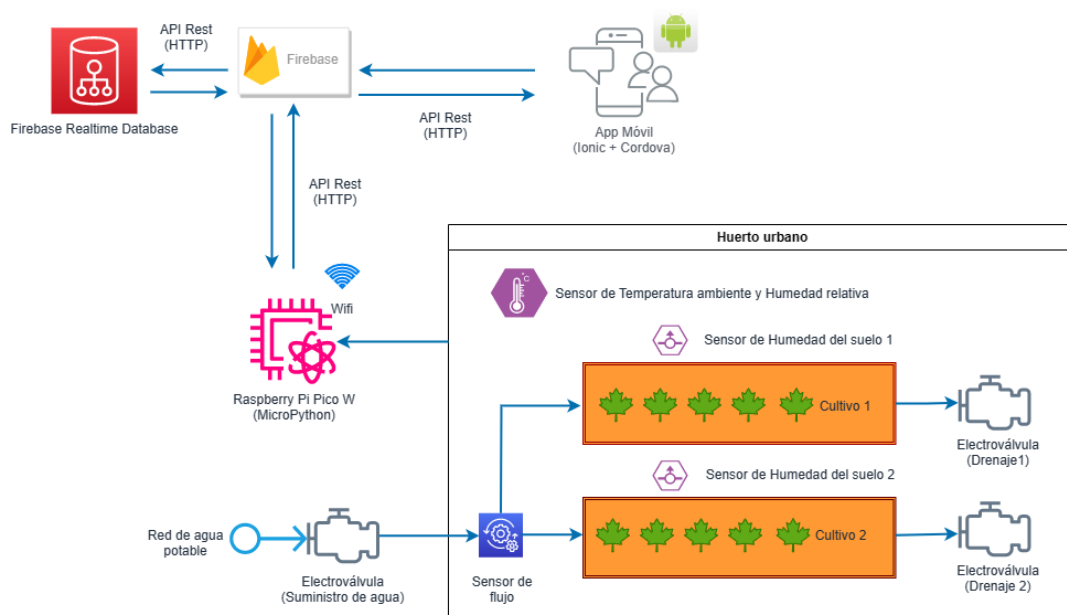 API Rest
(HTTP)
Firebase
Firebase Realtime Database
API Rest
(HTTP)
App Móvil
(Ionic + Cordova)
API Rest
(HTTP)
Huerto urbano
°C
Sensor de Temperatura ambiente y Humedad relativa
Wifi
Sensor de Humedad del suelo 1
Raspberry Pi Pico W
(MicroPython)
Cultivo 1
Electroválvula
(Drenaje1)
Sensor de Humedad del suelo 2
Red de agua
potable
Cultivo 2
Electroválvula
(Suministro de agua)
Sensor de
flujo
Electroválvula
(Drenaje 2)